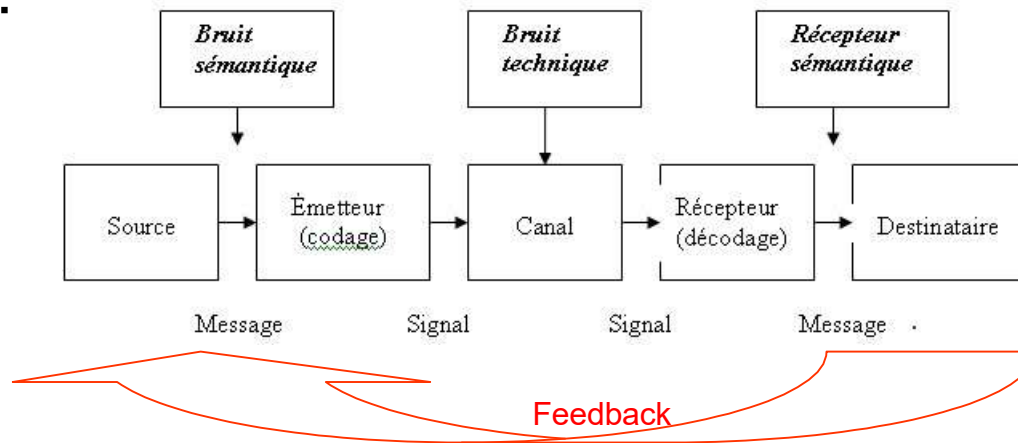 Bruit
sémantique
Bruit
technique
Récepteur
sémantique
Source
Émetteur
(codage)
Canal
Récepteur
(décodage)
Destinataire
Message
Signal
Signal
Message .
Feedback